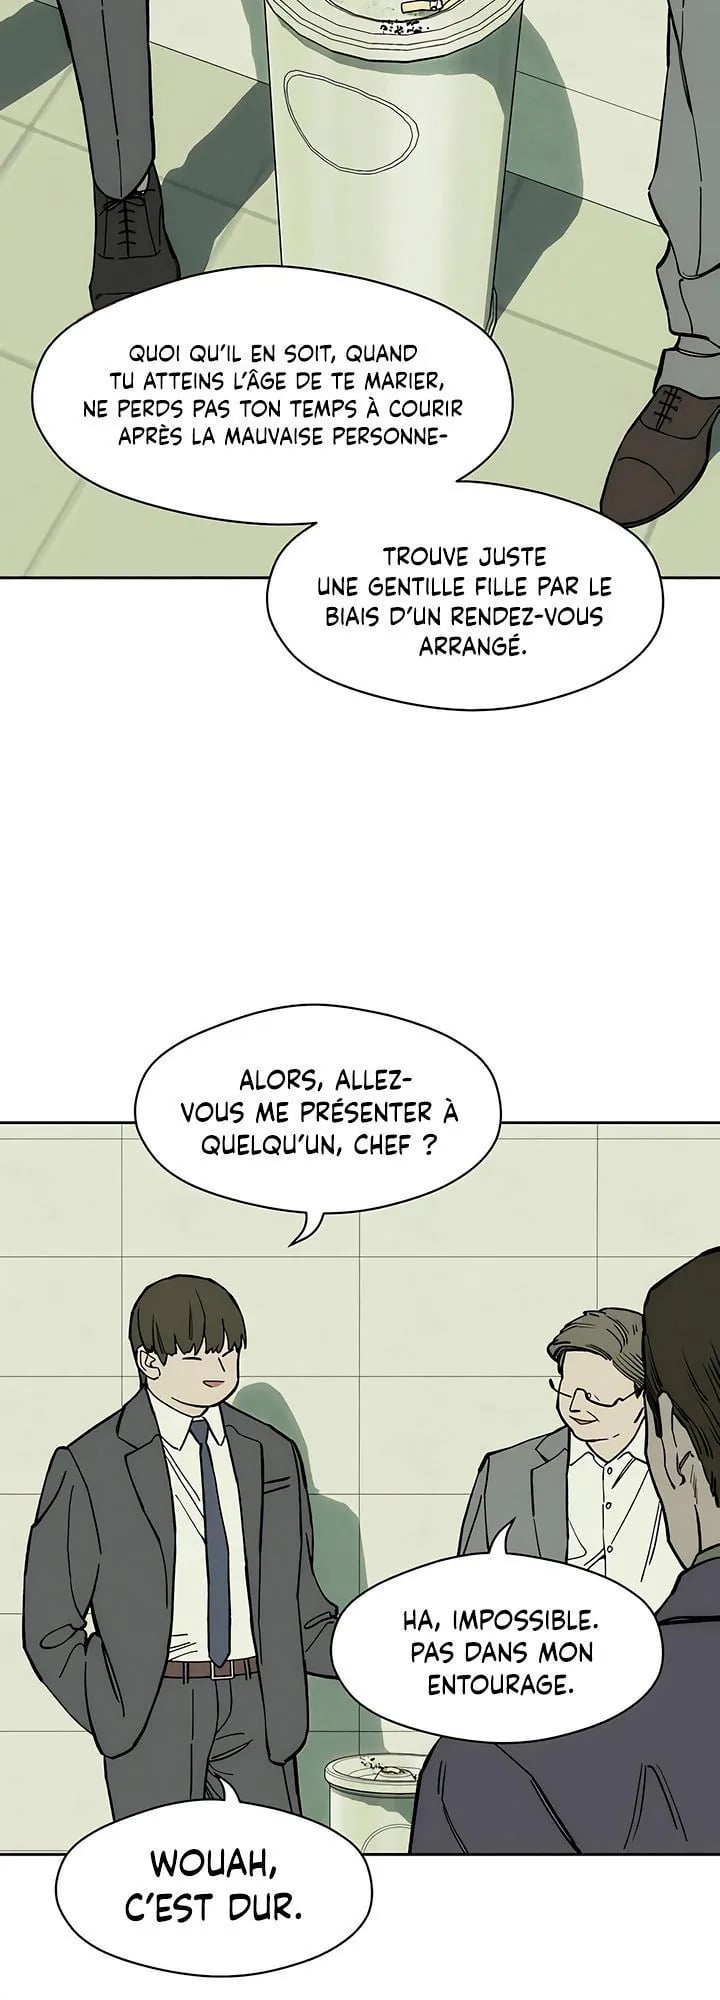 QUOI QU'IL EN SOIT, QUAND
TU ATTEINS L'ÂGE DE TE MARIER,
NE PERDS PAS TON TEMPS À COURIR
APRÈS LA MAUVAISE PERSONNE-
TROUVE JUSTE
UNE GENTILLE FILLE PAR LE
BIAIS D'UN RENDEZ-VOUS
ARRANGÉ.
ALORS, ALLEZ-
VOUS ME PRÉSENTER À
QUELQU'UN, CHEF ?
HA, IMPOSSIBLE.
PAS DANS MON
ENTOURAGE.
WOUAH,
C'EST DUR.